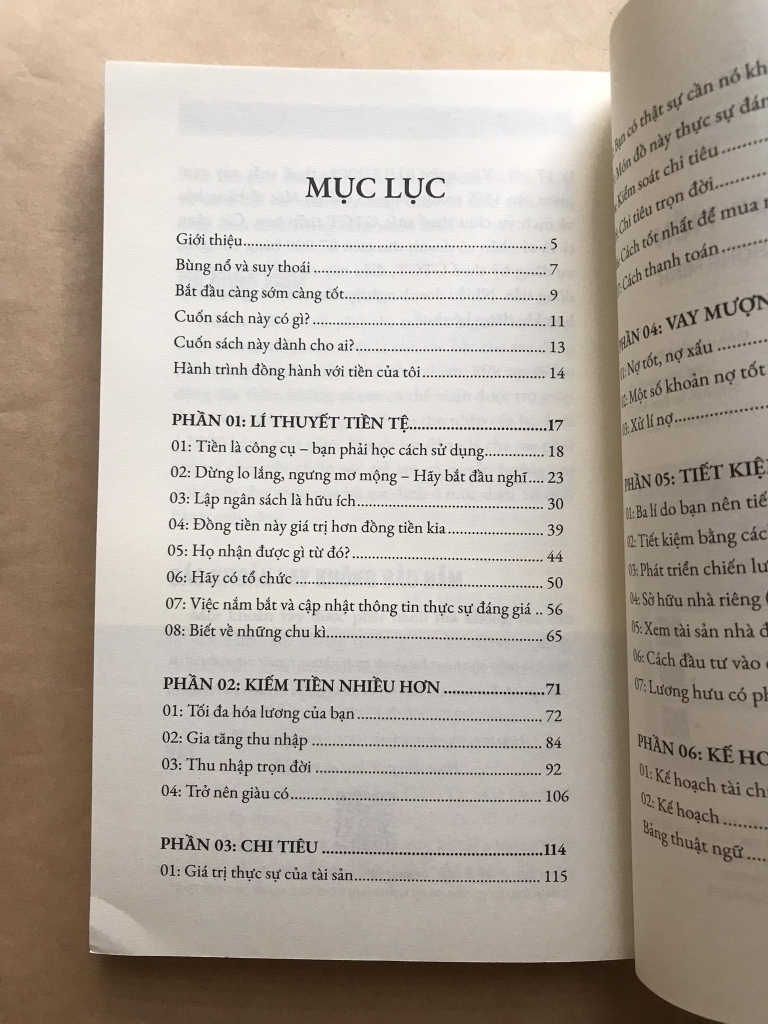 MỤC LỤC
Giới thiệu................................................................ 5
Bùng nổ và suy thoái .................................................. 7
Bắt đầu càng sớm càng tốt........................................... 9
Cuốn sách này có gì? .................................................. 11
Cuốn sách này dành cho ai? ......................................... 13
Hành trình đồng hành với tiền của tôi ............................ 14
PHẦN 01: LÍ THUYẾT TIỀN TỆ.............................17
01: Tiền là công cụ – bạn phải học cách sử dụng............ 18
02: Dừng lo lắng, ngưng mơ mộng – Hãy bắt đầu nghĩ .... 23
03: Lập ngân sách là hữu ích ........................................ 30
04: Đồng tiền này giá trị hơn đồng tiền kia .................... 39
05: Họ nhận được gì từ đó?.......................................... 44
06: Hãy có tổ chức ..................................................... 50
07: Việc nắm bắt và cập nhật thông tin thực sự đáng giá .. 56
08: Biết về những chu kì.............................................. 65
PHẦN 02: KIẾM TIỀN NHIỀU HƠN .....................71
01: Tối đa hóa lương của bạn ....................................... 72
02: Gia tăng thu nhập ................................................. 84
03: Thu nhập trọn đời ................................................ 92
04: Trở nên giàu có..................................................... 106
PHẦN 03: CHI TIÊU .............................................114
01: Giá trị thực sự của tài sản....................................... 115
Bạn có thật sự cần nó
Món đồ này thực sự
Kiểm soát chi tiêu ..........
Chi tiêu trọn đời..............
Cách tốt nhất để mua
Cách thanh toán ..........
PHẦN 04: VAY
01: Nợ tốt, nợ xấu ...........
02: Một số khoản nợ tốt
03: Xử lí nợ..................
PHẦN 05: TIẾT
01: Ba lí do bạn nên
02: Tiết kiệm bằng
03: Phát triển chiến
04: Sở hữu nhà riêng
05: Xem tài sản nhà
06: Cách đầu tư vào
07: Lương hưu có
PHẦN 06: KẾ
01: Kế hoạch tài
02: Kế hoạch ..........
Bảng thuật ngữ ....